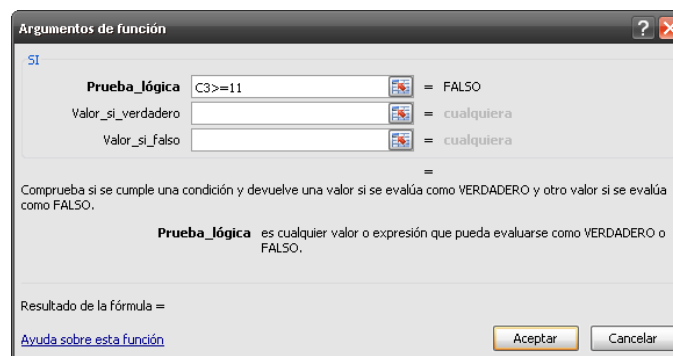 Argumentos de función
SI
Prueba_lógica C3>=11 = FALSO
Valor_si_verdadero = cualquiera
Valor_si_falso = cualquiera
=
Comprueba si se cumple una condición y devuelve una valor si se evalúa como VERDADERO y otro valor si se evalúa
como FALSO.
Prueba_lógica es cualquier valor o expresión que pueda evaluarse como VERDADERO o
FALSO.
Resultado de la fórmula =
Ayuda sobre esta función Aceptar Cancelar